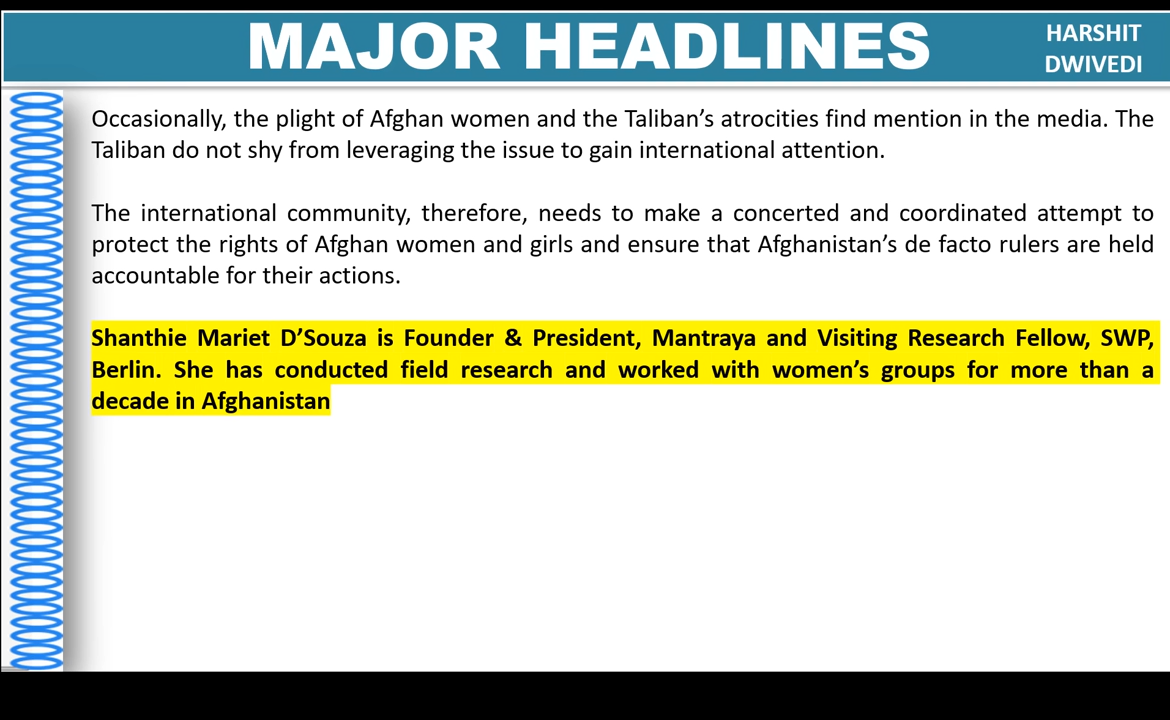 MAJOR HEADLINES
HARSHIT
DWIVEDI
Occasionally, the plight of Afghan women and the Taliban’s atrocities find mention in the media. The
Taliban do not shy from leveraging the issue to gain international attention.
The international community, therefore, needs to make a concerted and coordinated attempt to
protect the rights of Afghan women and girls and ensure that Afghanistan’s de facto rulers are held
accountable for their actions.
Shanthie Mariet D’Souza is Founder & President, Mantraya and Visiting Research Fellow, SWP,
Berlin. She has conducted field research and worked with women’s groups for more than a
decade in Afghanistan